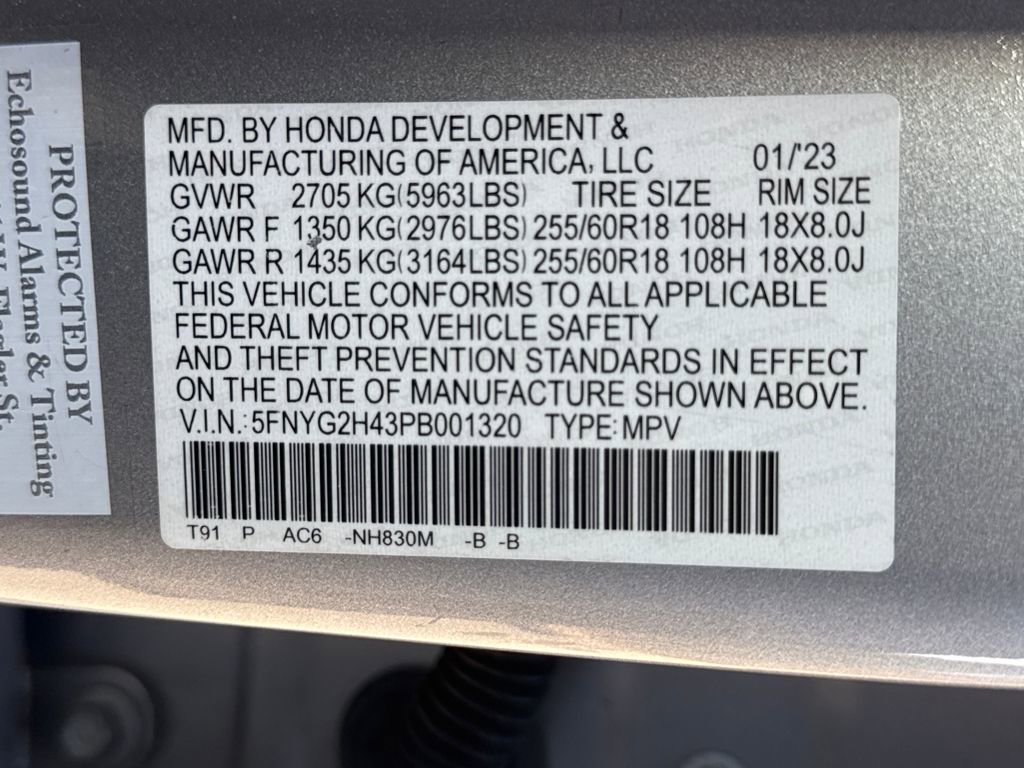 MFD. BY HONDA DEVELOPMENT &
MANUFACTURING OF AMERICA, LLC 01/'23
GVWR 2705 KG(5963LBS) TIRE SIZE RIM SIZE
GAWR F 1350 KG(2976LBS) 255/60R18 108H 18X8.0J
GAWR R 1435 KG(3164LBS) 255/60R18 108H 18X8.0J
THIS VEHICLE CONFORMS TO ALL APPLICABLE
FEDERAL MOTOR VEHICLE SAFETY
AND THEFT PREVENTION STANDARDS IN EFFECT
ON THE DATE OF MANUFACTURE SHOWN ABOVE.
V.I.N.: 5FNYG2H43PB001320 TYPE: MPV
T91 P AC6 -NH830M -B -B
PROTECTED BY
Echosound Alarms & Tinting
St.